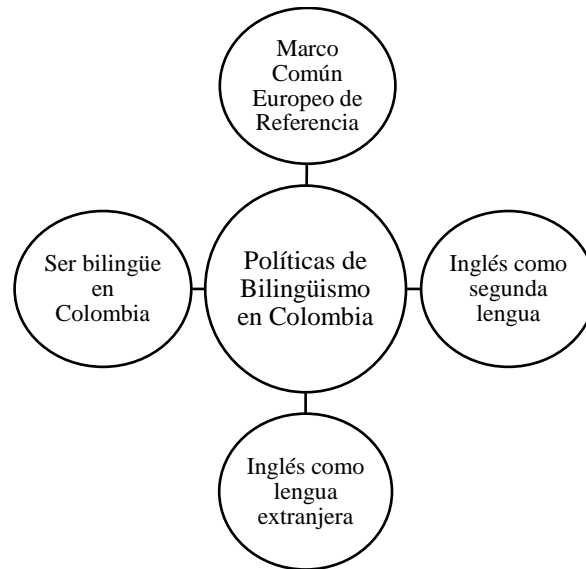 Marco
Común
Europeo de
Referencia
Ser bilingüe
en
Colombia
Políticas de
Bilingüismo
en Colombia
Inglés como
segunda
lengua
Inglés como
lengua
extranjera